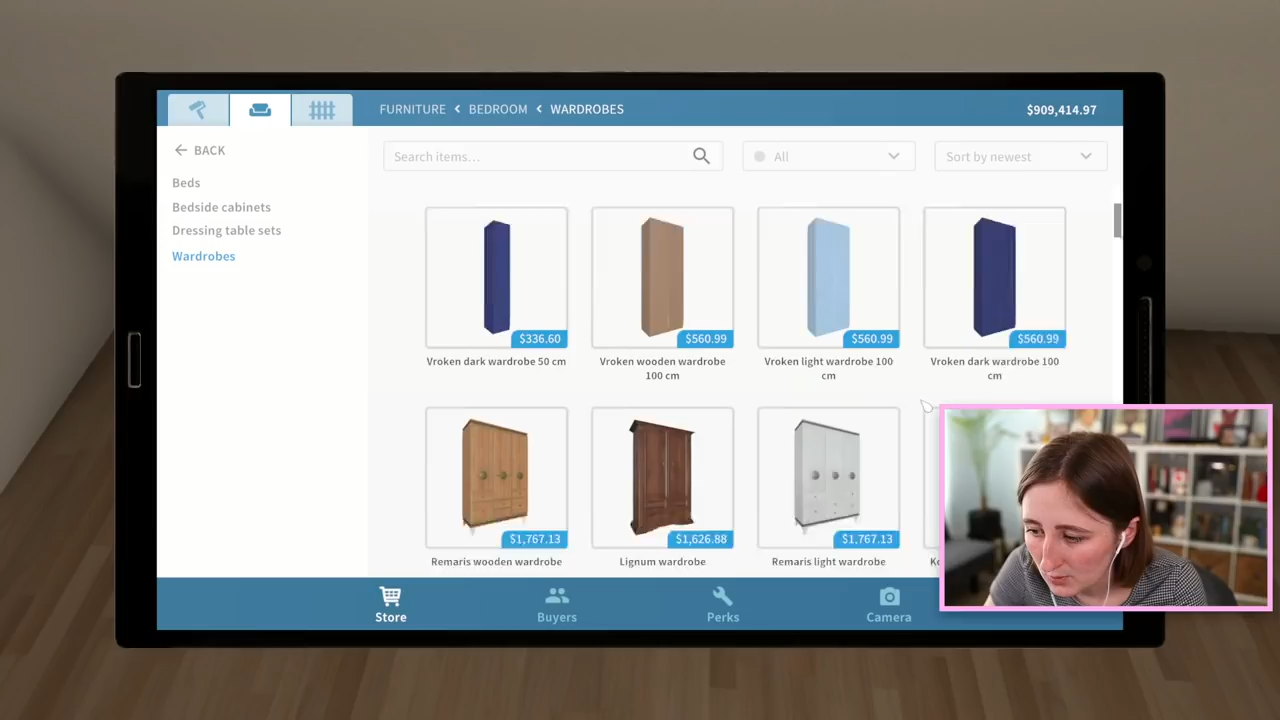 FURNITURE < BEDROOM < WARDROBES
$909,414.97
BACK
Search items...
All
Sort by newest
Beds
Bedside cabinets
Dressing table sets
Wardrobes
$336.60
$560.99
$560.99
$560.99
Vroken dark wardrobe 50 cm
Vroken wooden wardrobe
100 cm
Vroken light wardrobe 100
cm
Vroken dark wardrobe 100
cm
$1,767.13
$1,626.88
$1,767.13
Remaris wooden wardrobe
Lignum wardrobe
Remaris light wardrobe
Store
Buyers
Perks
Camera